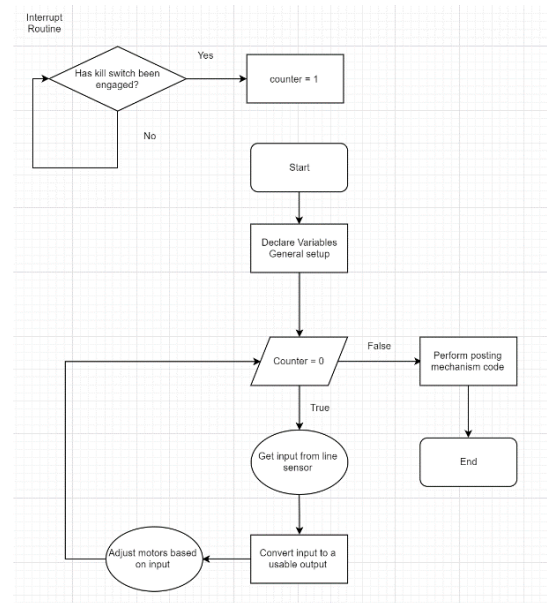 Interrupt
Routine
Has kill switch been
engaged?
Yes
counter = 1
No
Start
Declare Variables
General setup
Counter = 0
False
Perform posting
mechanism code
True
Get input from line
sensor
End
Adjust motors based
on input
Convert input to a
usable output